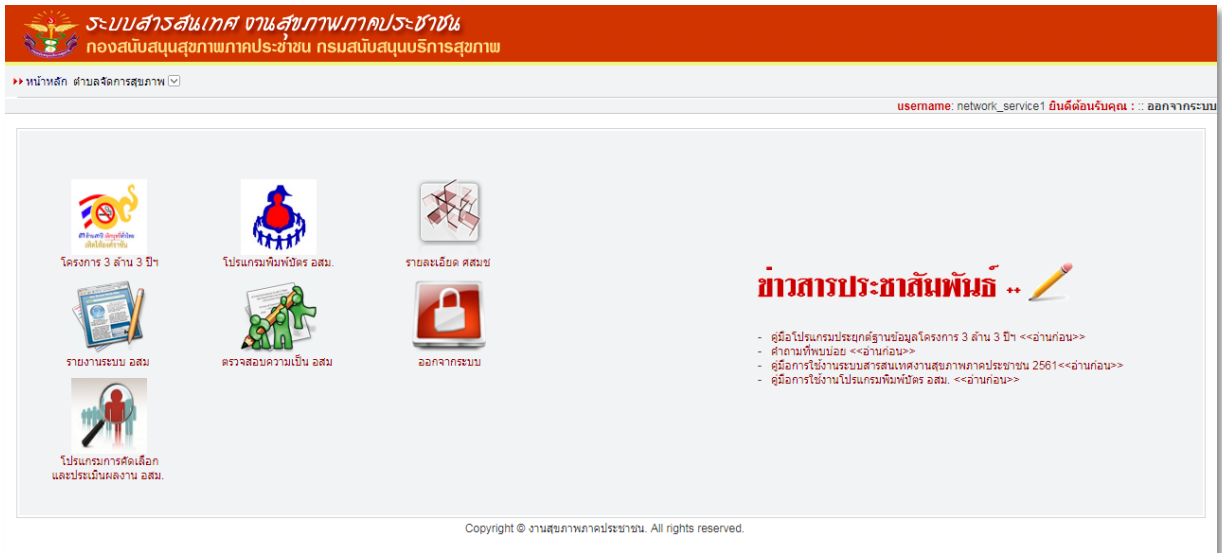 ระบบสารสนเทศ งานสุขภาพภาคประชาชน
กองสนับสนุนสุขภาพภาคประชาชน กรมสนับสนุนบริการสุขภาพ
หน้าหลัก ตำบลจัดการสุขภาพ
username: network_service1 ยินดีต้อนรับคุณ : :: ออกจากระบบ
โครงการ 3 ล้าน 3 ปีฯ
โปรแกรมพิมพ์บัตร อสม.
รายละเอียด ศสมช
รายงานระบบ อสม
ตรวจสอบความเป็น อสม
ออกจากระบบ
โปรแกรมการคัดเลือก
และประเมินผลงาน อสม.
ข่าวสารประชาสัมพันธ์ ··
- คู่มือโปรแกรมประยุกต์ฐานข้อมูลโครงการ 3 ล้าน 3 ปีฯ <<อ่านก่อน>>
- คำถามที่พบบ่อย <<อ่านก่อน>>
- คู่มือการใช้งานระบบสารสนเทศงานสุขภาพภาคประชาชน 2561<<อ่านก่อน>>
- คู่มือการใช้งานโปรแกรมพิมพ์บัตร อสม. <<อ่านก่อน>>
Copyright © งานสุขภาพภาคประชาชน. All rights reserved.